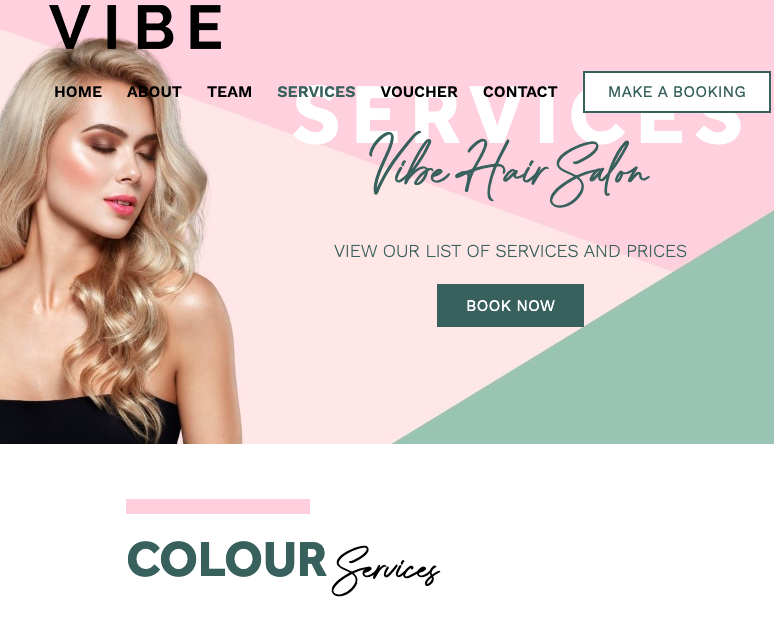 VIBE
HOME ABOUT TEAM SERVICES VOUCHER CONTACT MAKE A BOOKING
SERVICES
Vibe Hair Salon
VIEW OUR LIST OF SERVICES AND PRICES
BOOK NOW
COLOUR Services